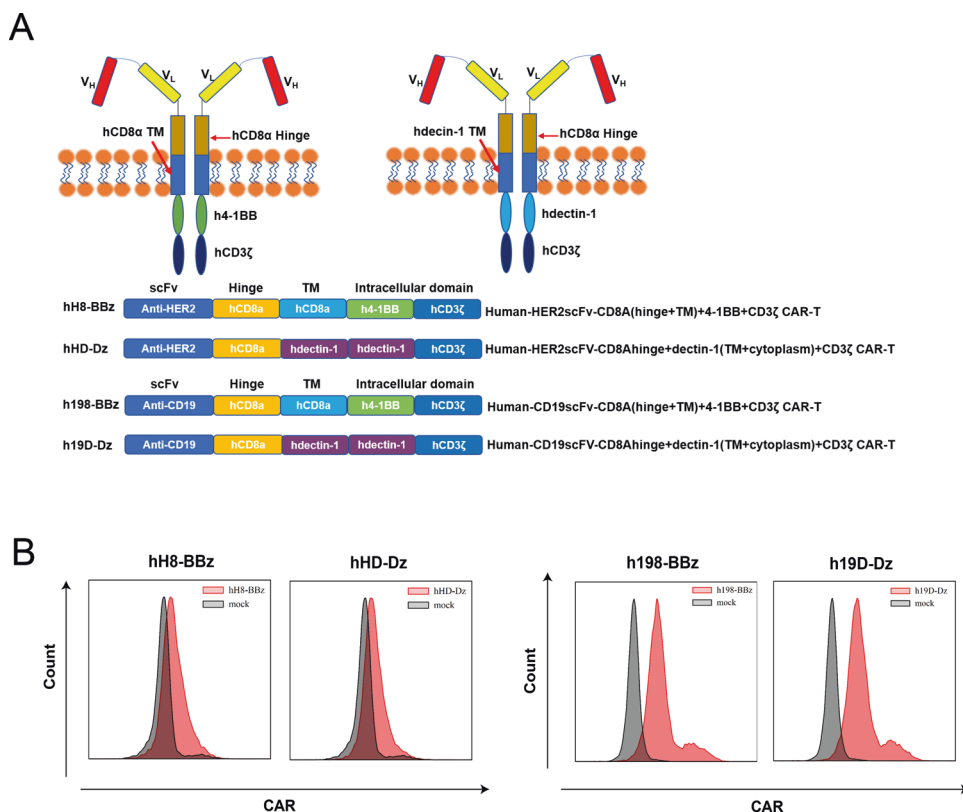 A
VH
VL
VL
VH
VH
VL
VL
VH
hCD8α TM
hCD8α Hinge
hdecin-1 TM
hCD8α Hinge
h4-1BB
hdectin-1
hCD3ζ
hCD3ζ
scFv Hinge TM Intracellular domain
hH8-BBz Anti-HER2 hCD8a hCD8a h4-1BB hCD3ζ Human-HER2scFv-CD8A(hinge+TM)+4-1BB+CD3ζ CAR-T
hHD-Dz Anti-HER2 hCD8a hdectin-1 hdectin-1 hCD3ζ Human-HER2scFv-CD8Ahinge+dectin-1(TM+cytoplasm)+CD3ζ CAR-T
scFv Hinge TM Intracellular domain
h198-BBz Anti-CD19 hCD8a hCD8a h4-1BB hCD3ζ Human-CD19scFv-CD8A(hinge+TM)+4-1BB+CD3ζ CAR-T
h19D-Dz Anti-CD19 hCD8a hdectin-1 hdectin-1 hCD3ζ Human-CD19scFV-CD8Ahinge+dectin-1(TM+cytoplasm)+CD3ζ CAR-T
B
hH8-BBz
hHD-Dz
h198-BBz
h19D-Dz
hH8-BBz
mock
hHD-Dz
mock
h198-BBz
mock
h19D-Dz
mock
Count
Count
CAR
CAR